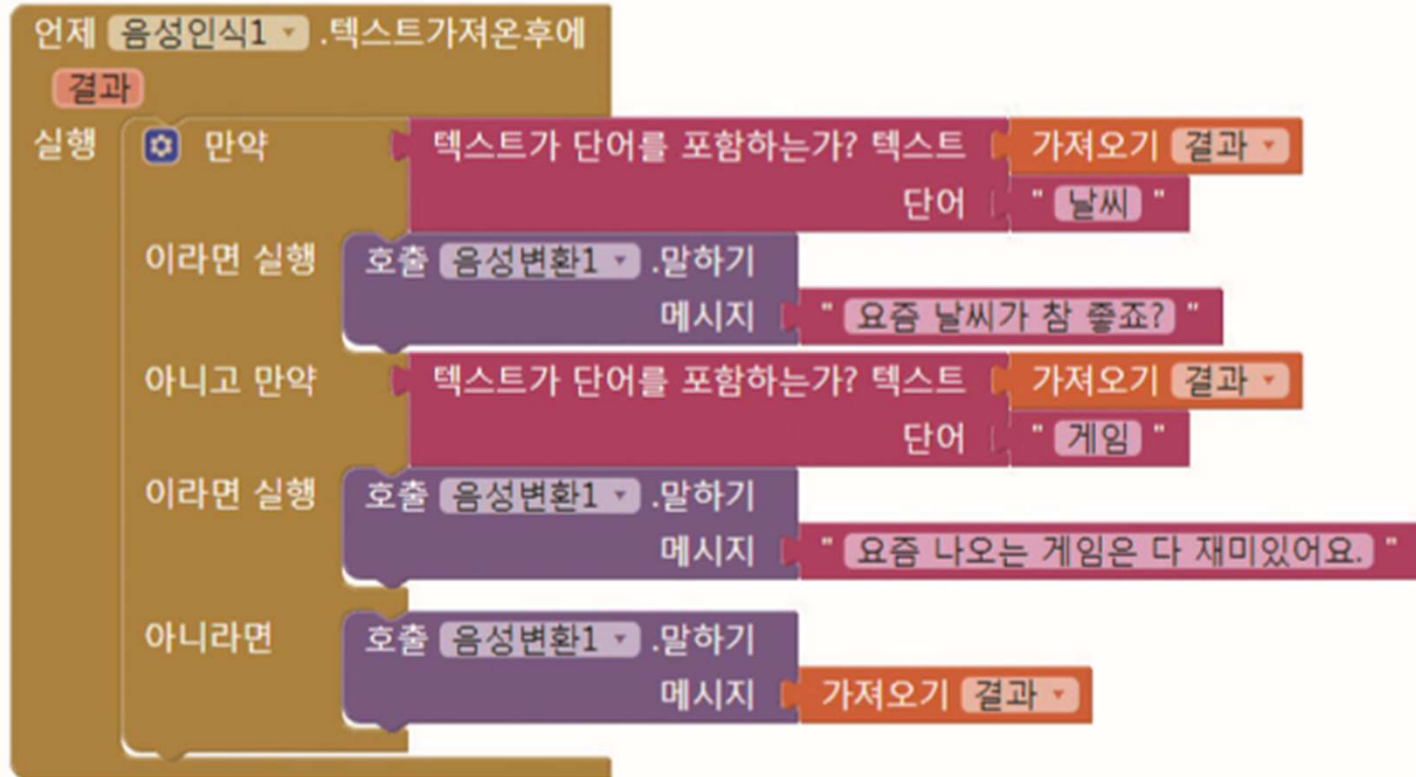 언제 음성인식1 .텍스트가져온후에
결과
실행 만약 텍스트가 단어를 포함하는가? 텍스트 가져오기 결과
단어 " 날씨 "
이라면 실행 호출 음성변환1 .말하기
메시지 " 요즘 날씨가 참 좋죠? "
아니고 만약 텍스트가 단어를 포함하는가? 텍스트 가져오기 결과
단어 " 게임 "
이라면 실행 호출 음성변환1 .말하기
메시지 " 요즘 나오는 게임은 다 재미있어요. "
아니라면 호출 음성변환1 .말하기
메시지 가져오기 결과